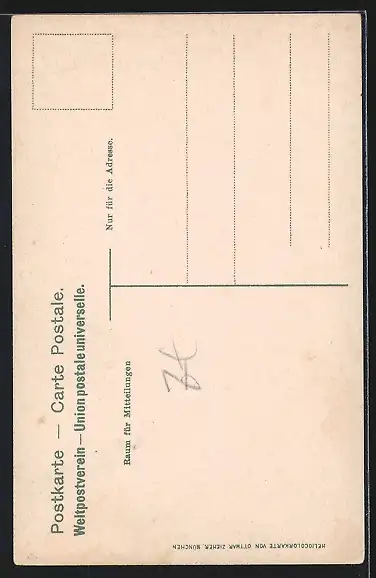 Postkarte — Carte Postale.
Weltpostverein — Union postale universelle.
Nur für die Adresse.
Raum für Mitteilungen
HELIOCOLORKARTE VON OTTMAR ZIEHER, MÜNCHEN